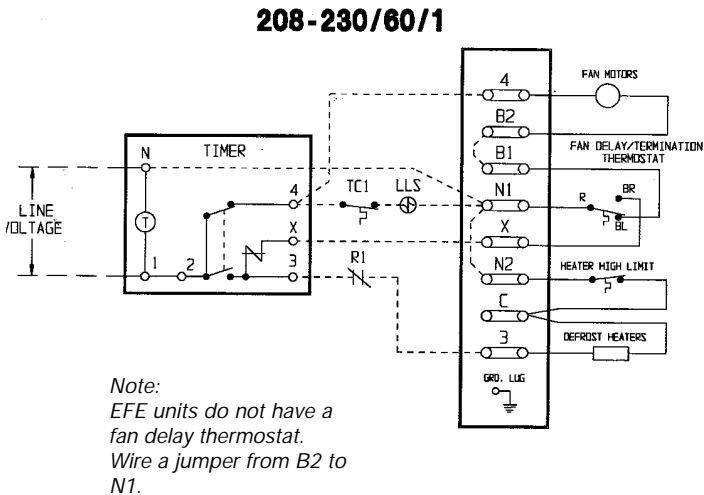 208-230/60/1
4
FAN MOTORS
B2
N
TIMER
B1
FAN DELAY/TERMINATION
THERMOSTAT
4
TC1
LLS
N1
R
BR
BL
LINE
VOLTAGE
T
X
X
1
2
3
R1
N2
HEATER HIGH LIMIT
C
3
DEFROST HEATERS
GRD. LUG
Note:
EFE units do not have a
fan delay thermostat.
Wire a jumper from B2 to
N1.